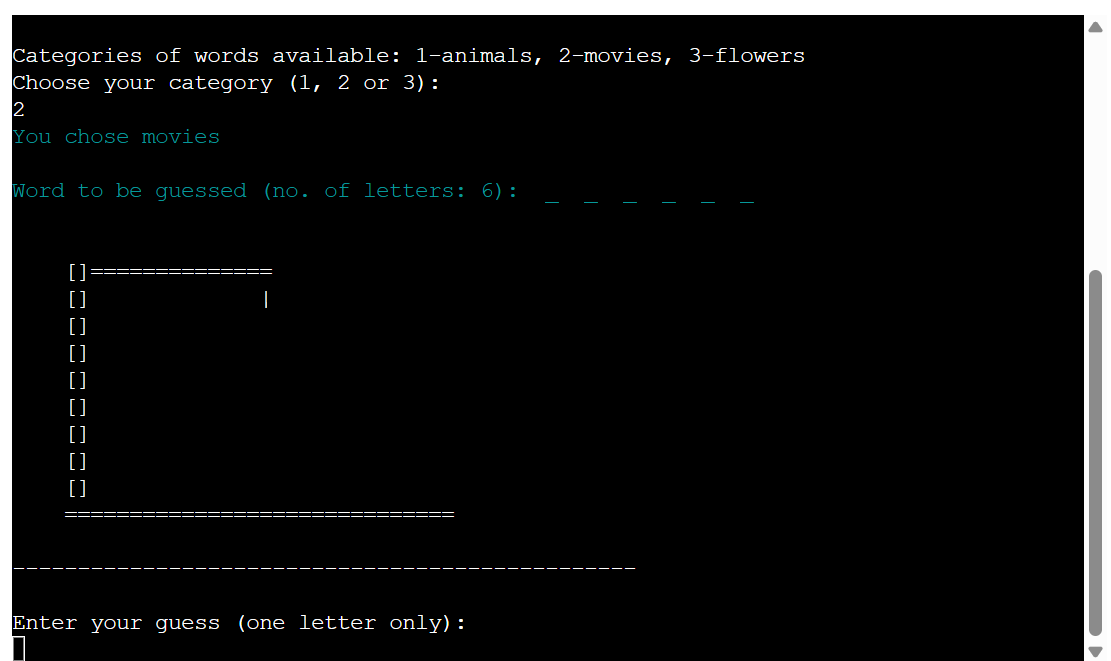 Categories of words available: 1-animals, 2-movies, 3-flowers
Choose your category (1, 2 or 3):
2
You chose movies
Word to be guessed (no. of letters: 6):  _  _  _  _  _  _
[]==============
[]             |
[]
[]
[]
[]
[]
[]
[]
==============================
------------------------------------------------
Enter your guess (one letter only):